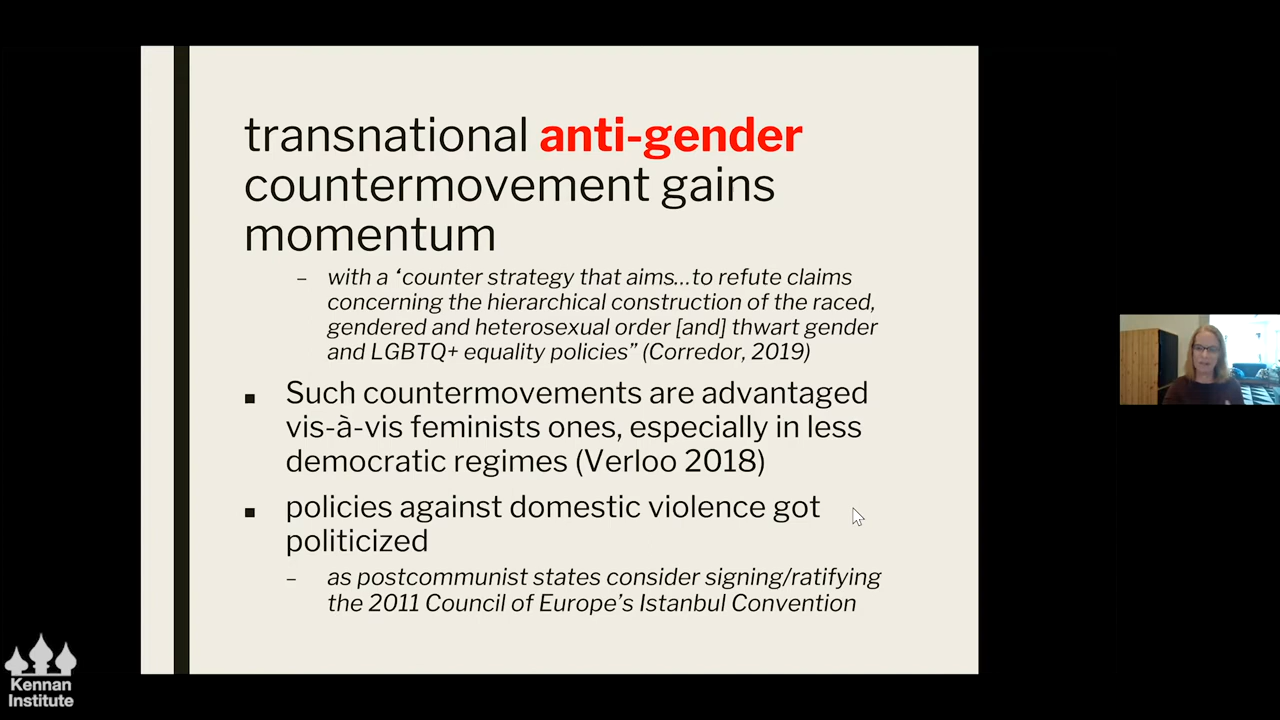 transnational anti-gender
countermovement gains
momentum
– with a ‘counter strategy that aims...to refute claims
concerning the hierarchical construction of the raced,
gendered and heterosexual order [and] thwart gender
and LGBTQ+ equality policies” (Corredor, 2019)
▪ Such countermovements are advantaged
vis-à-vis feminists ones, especially in less
democratic regimes (Verloo 2018)
▪ policies against domestic violence got
politicized
– as postcommunist states consider signing/ratifying
the 2011 Council of Europe’s Istanbul Convention
Kennan
Institute